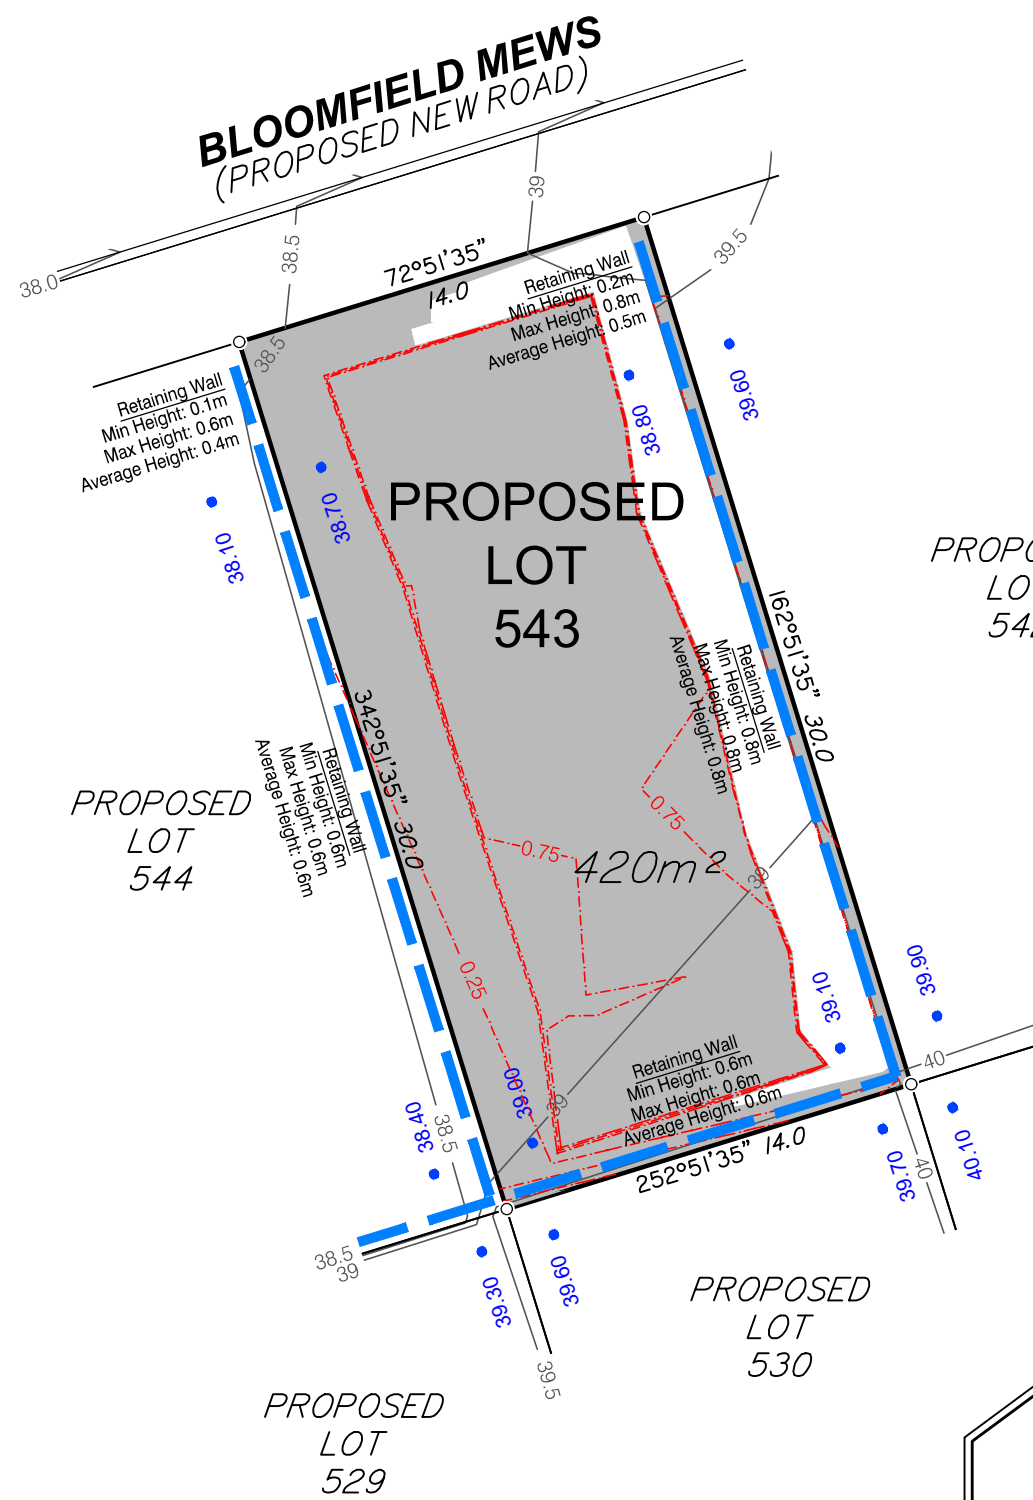 BLOOMFIELD MEWS
(PROPOSED NEW ROAD)
38.0
38.5
39
39.5
72°51'35"
14.0
38.5
Retaining Wall
Min Height: 0.2m
Max Height: 0.8m
Average Height: 0.5m
Retaining Wall
Min Height: 0.1m
Max Height: 0.6m
Average Height: 0.4m
39.60
38.80
38.70
38.10
PROPOSED
LOT
543
162°51'35"
30.0
Retaining Wall
Min Height: 0.8m
Max Height: 0.8m
Average Height: 0.8m
342°51'35"
30.0
Retaining Wall
Min Height: 0.6m
Max Height: 0.6m
Average Height: 0.6m
PROPOSED
LOT
544
0.75
0.75
420m²
39
0.25
39.10
39.90
40
Retaining Wall
Min Height: 0.6m
Max Height: 0.6m
Average Height: 0.6m
39.00
39
38.40
38.5
252°51'35"
14.0
39.70
40
40.10
38.5
39
39.30
39.60
39.5
PROPOSED
LOT
530
PROPOSED
LOT
529